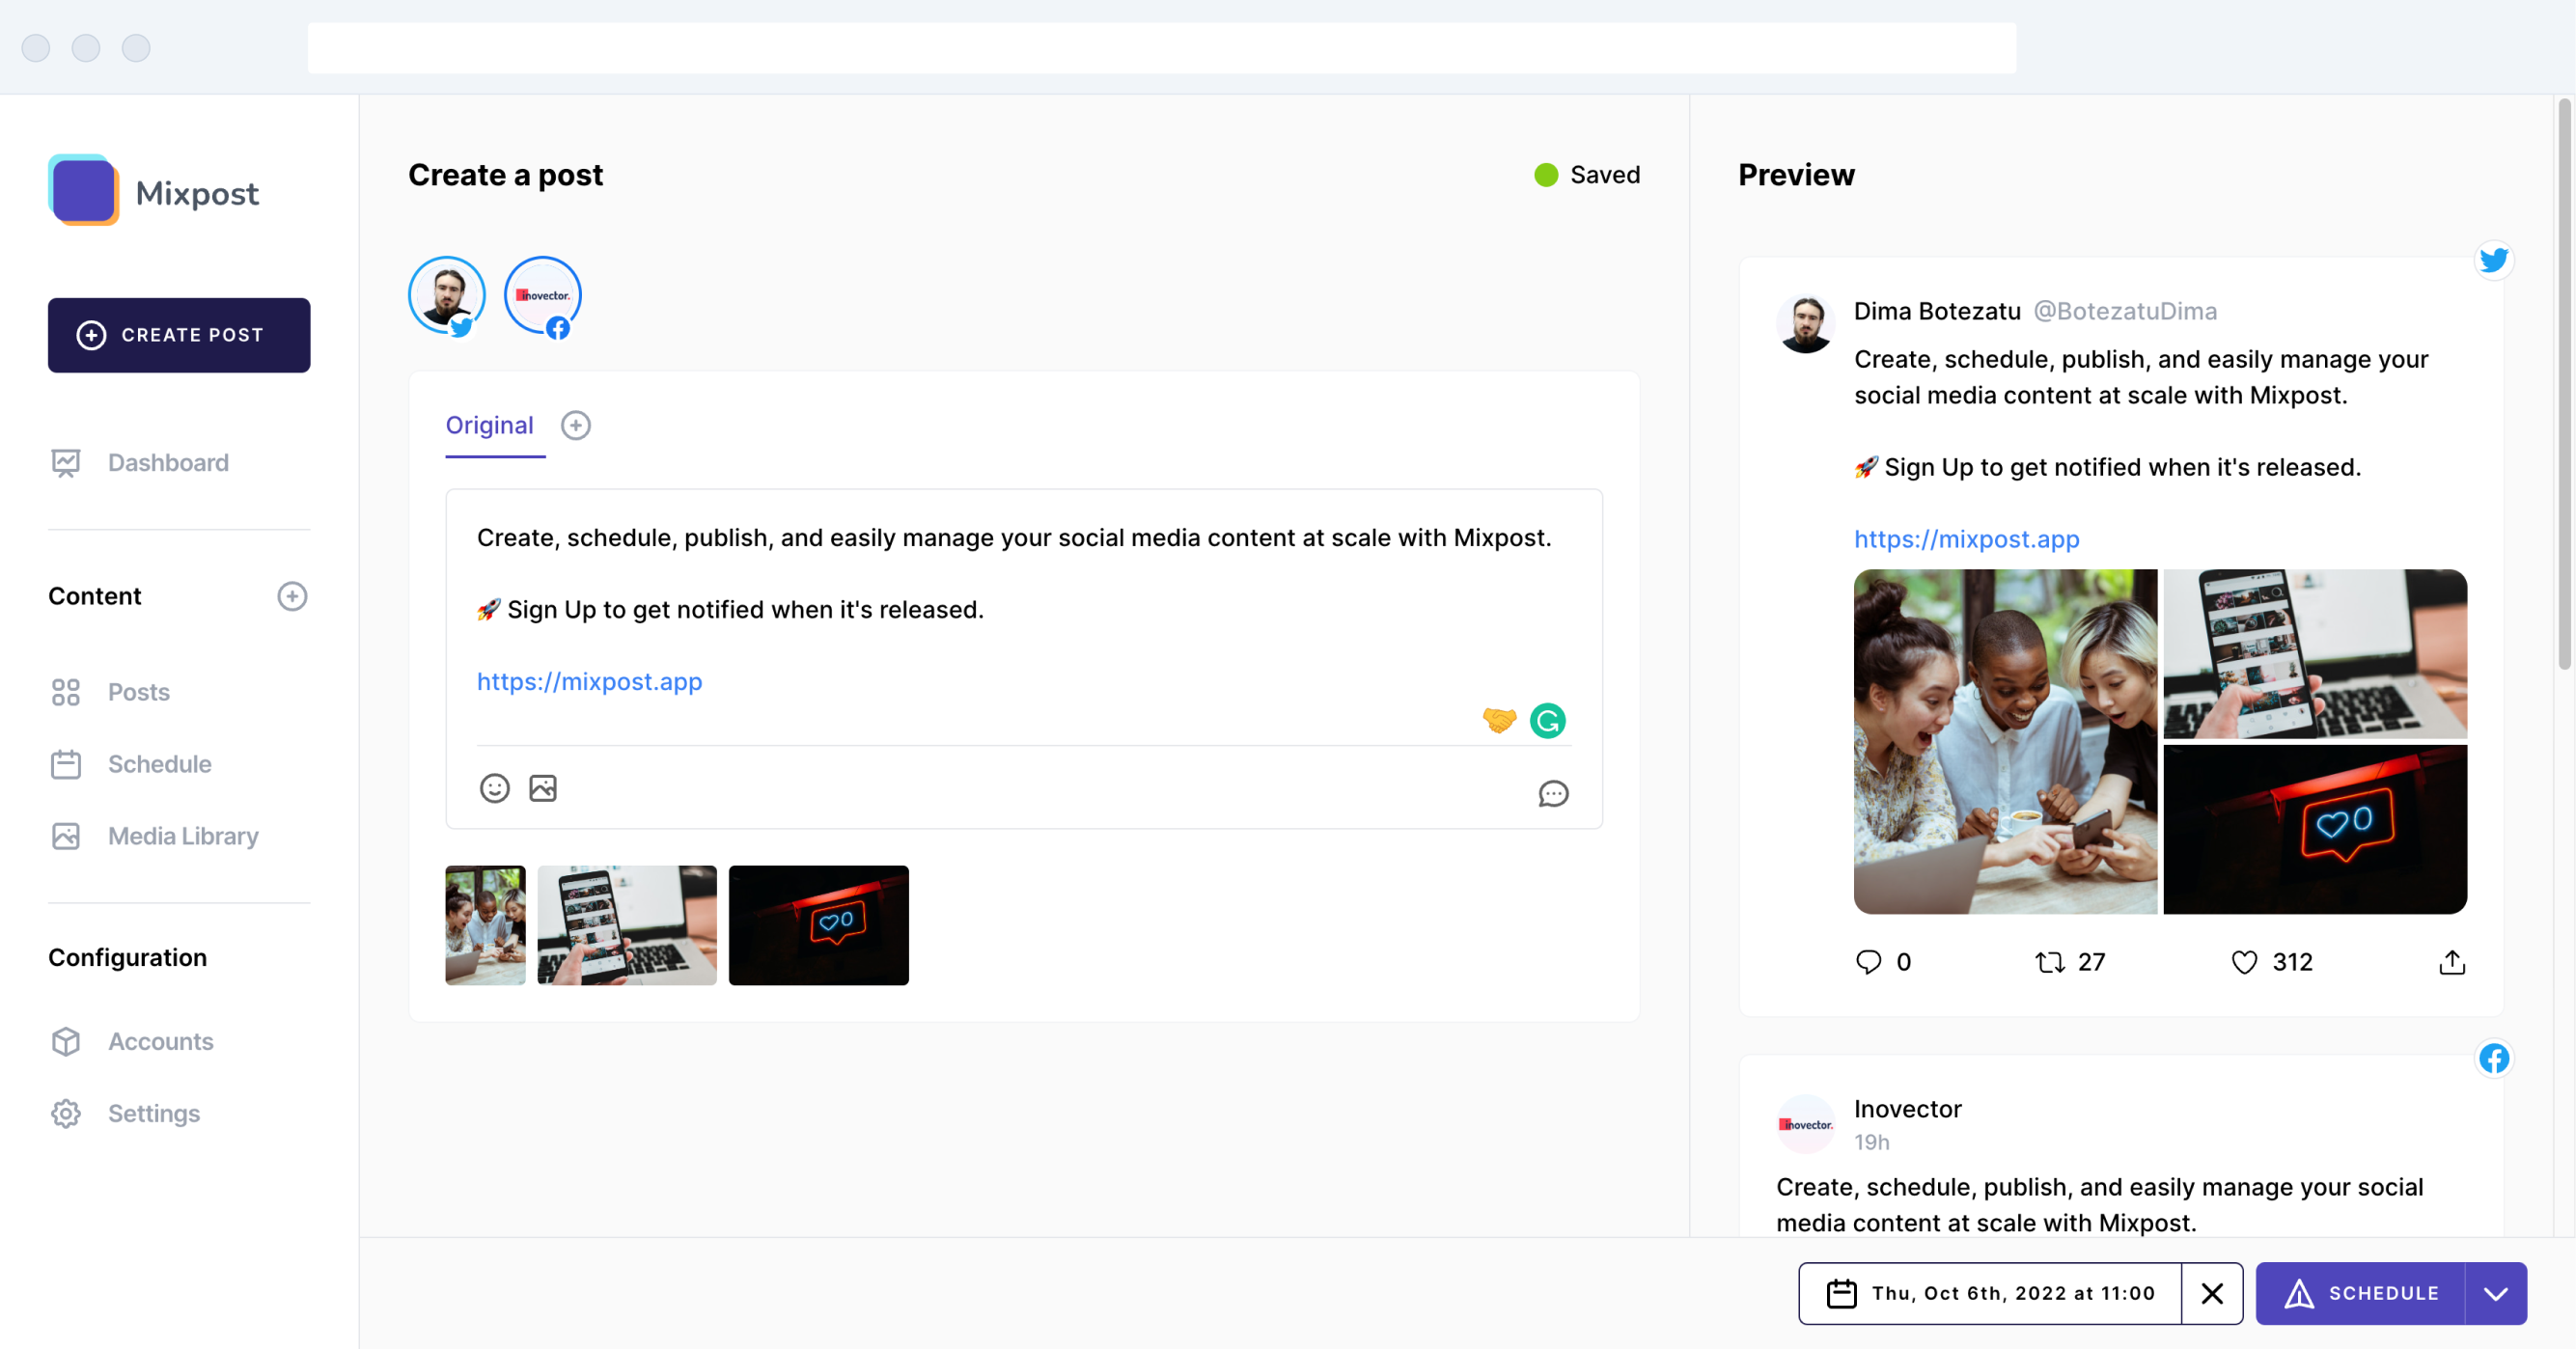 Mixpost
CREATE POST
Dashboard
Content
Posts
Schedule
Media Library
Configuration
Accounts
Settings
Create a post
Saved
inovector.
Original
Create, schedule, publish, and easily manage your social media content at scale with Mixpost.
🚀 Sign Up to get notified when it's released.
https://mixpost.app
0
Preview
Dima Botezatu @BotezatuDima
Create, schedule, publish, and easily manage your
social media content at scale with Mixpost.
🚀 Sign Up to get notified when it's released.
https://mixpost.app
0
0 27 312
inovector.
Inovector
19h
Create, schedule, publish, and easily manage your social
media content at scale with Mixpost.
Thu, Oct 6th, 2022 at 11:00
SCHEDULE